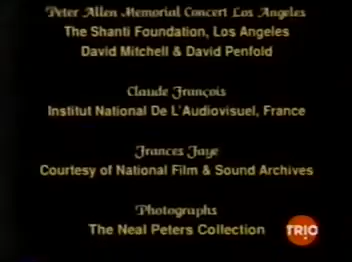 Peter Allen Memorial Concert Los Angeles
The Shanti Foundation, Los Angeles
David Mitchell & David Penfold
Claude François
Institut National De L'Audiovisuel, France
Frances Faye
Courtesy of National Film & Sound Archives
Photographs
The Neal Peters Collection
TRIO